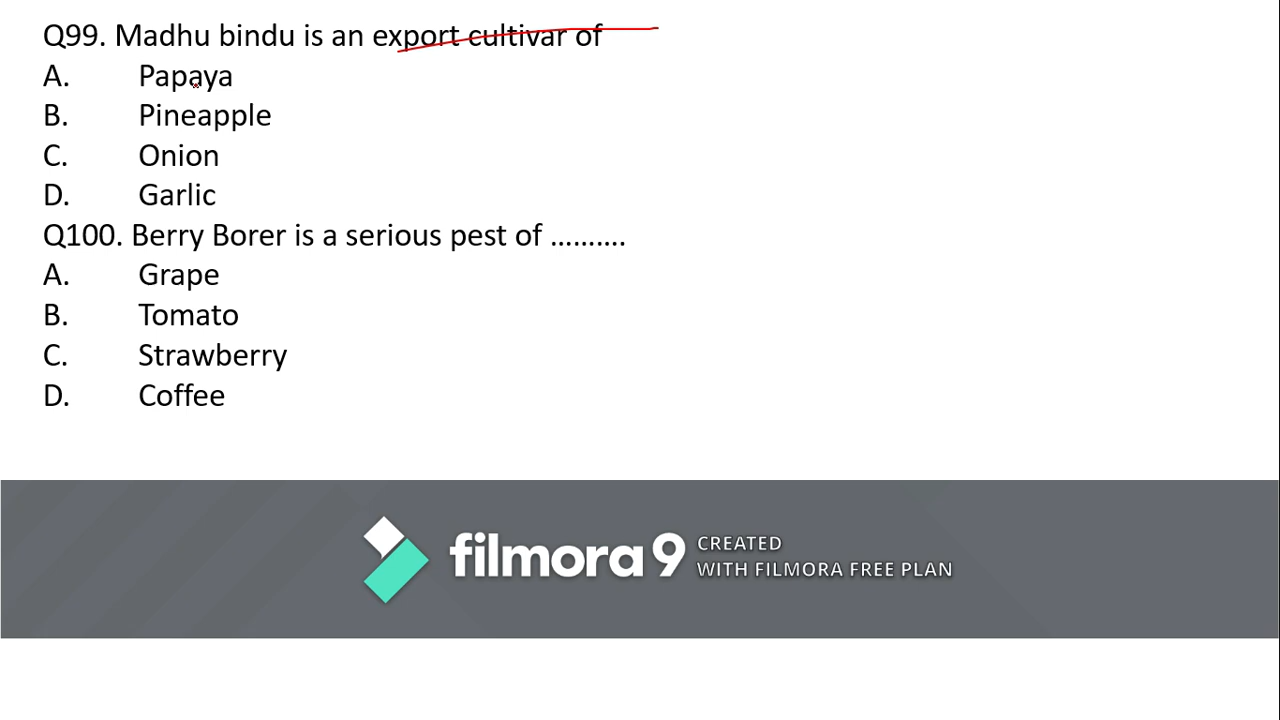 Q99. Madhu bindu is an export cultivar of
A. Papaya
B. Pineapple
C. Onion
D. Garlic
Q100. Berry Borer is a serious pest of ..........
A. Grape
B. Tomato
C. Strawberry
D. Coffee
filmora 9 CREATED
WITH FILMORA FREE PLAN